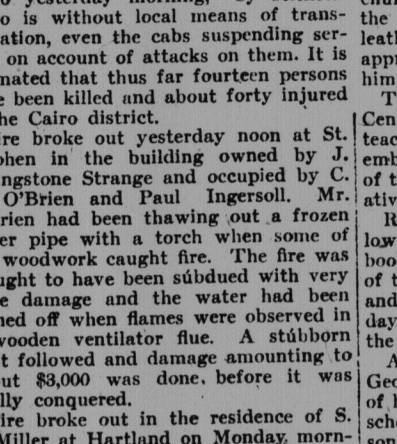 o yesterday morning, by
o is without local means of trans-
ation, even the cabs suspending ser-
on account of attacks on them. It is
mated that thus far fourteen persons
e been killed and about forty injured
he Cairo district.
ire broke out yesterday noon at St.
phen in the building owned by J.
ngstone Strange and occupied by C.
O'Brien and Paul Ingersoll. Mr.
rien had been thawing out a frozen
er pipe with a torch when some of
woodwork caught fire. The fire was
ught to have been subdued with very
e damage and the water had been
ned off when flames were observed in
wooden ventilator flue. A stubborn
t followed and damage amounting to
ut $3,000 was done. before it was
lly conquered.
ire broke out in the residence of S.
Miller at Hartland on Monday morn-
the
leath
appr
him
T
Cen
teac
emb
of t
ativ
R
low
boo
of t
and
day
the
A
Geo
of h
sch
son